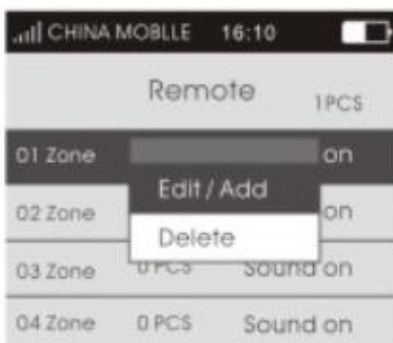 CHINA MOBLLE 16:10
Remote 1PCS
01 Zone on
Edit / Add
02 Zone on
Delete
03 Zone 0 PCS Sound on
04 Zone 0 PCS Sound on